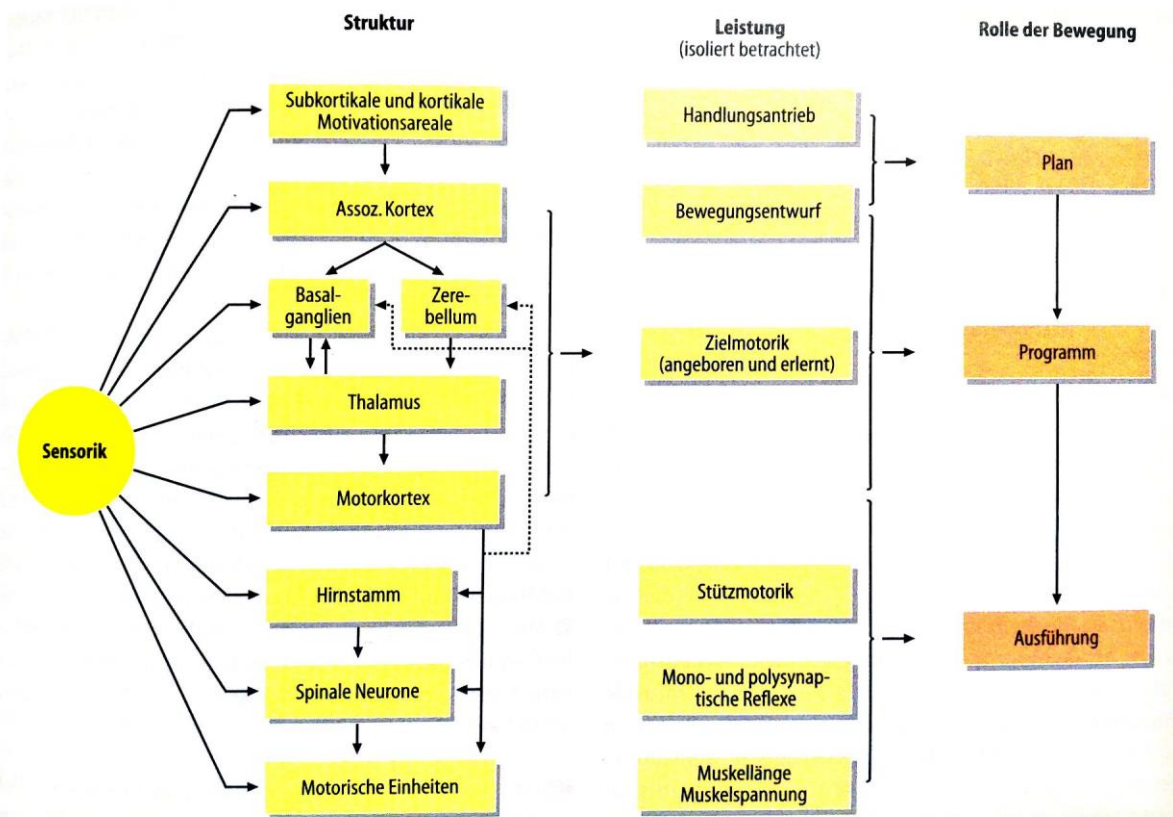 Struktur
Leistung
(isoliert betrachtet)
Rolle der Bewegung
Sensorik
Subkortikale und kortikale
Motivationsareale
Assoz. Kortex
Basal-
ganglien
Zere-
bellum
Thalamus
Motorkortex
Hirnstamm
Spinale Neurone
Motorische Einheiten
Handlungsantrieb
Bewegungsentwurf
Zielmotorik
(angeboren und erlernt)
Stützmotorik
Mono- und polysynap-
tische Reflexe
Muskellänge
Muskelspannung
Plan
Programm
Ausführung